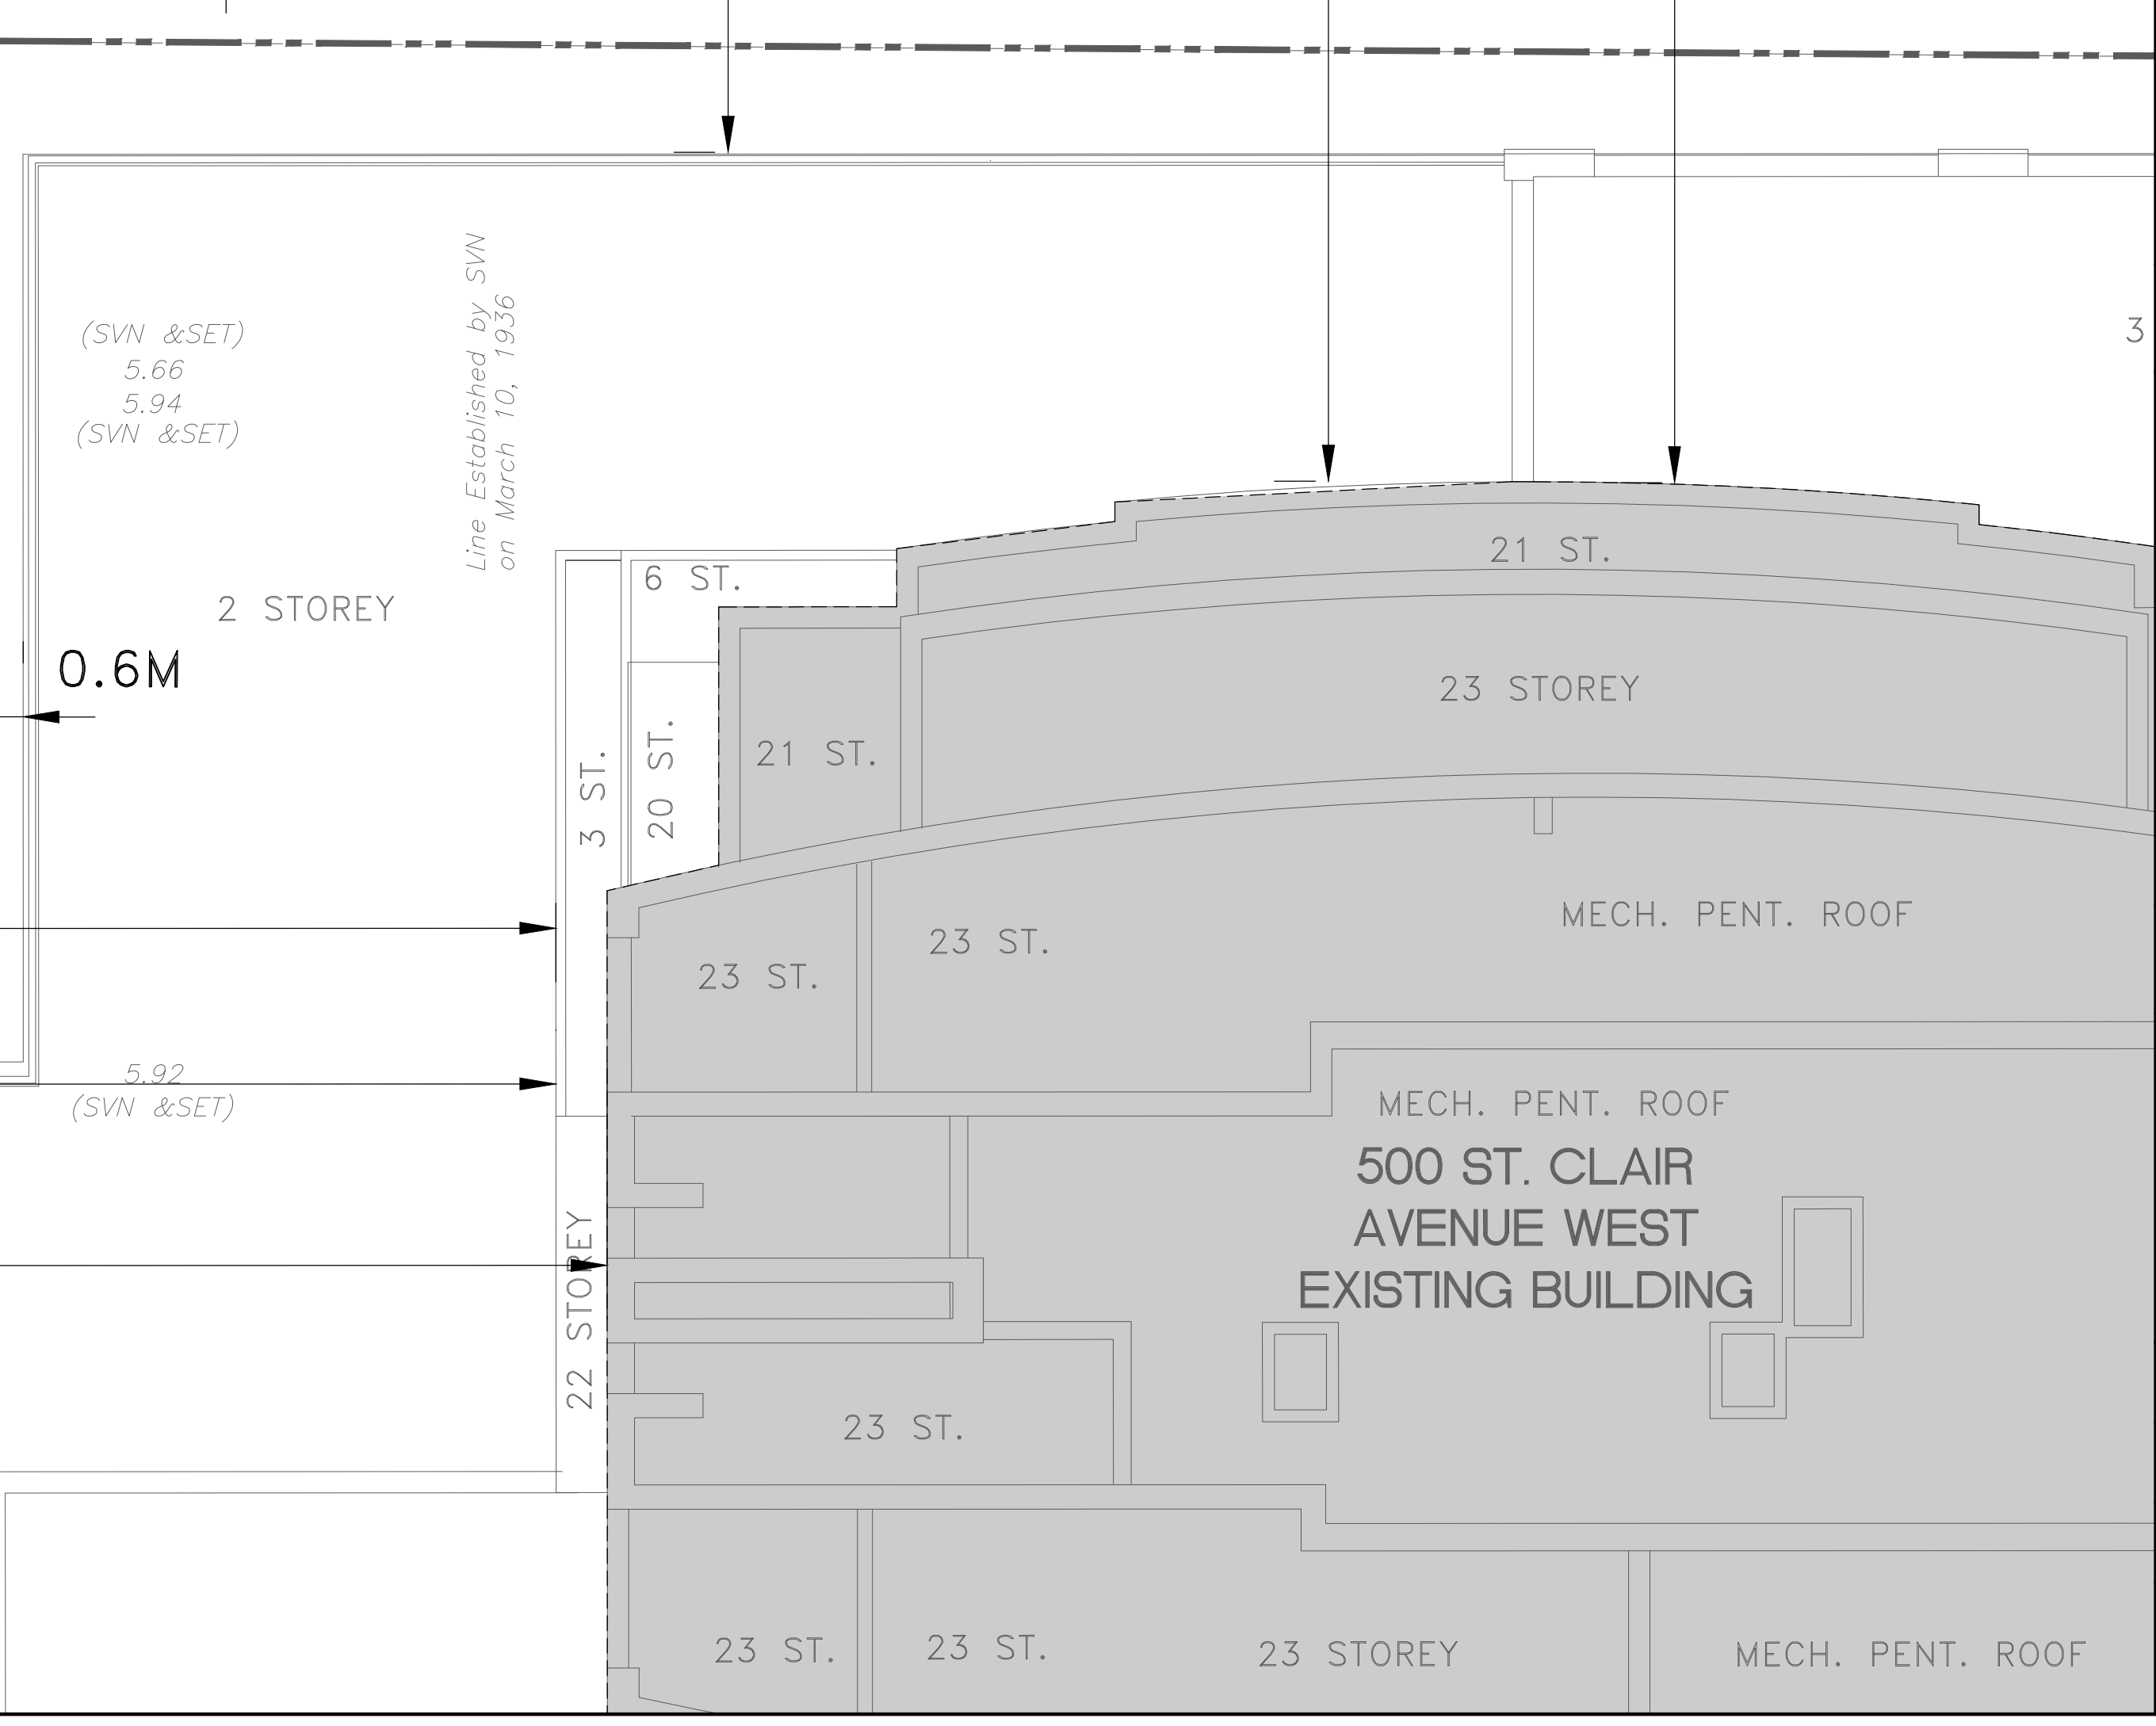 Line Established by SVN
on March 10, 1936
(SVN &SET)
5.66
5.94
(SVN &SET)
3
21 ST.
6 ST.
2 STOREY
0.6M
23 STOREY
21 ST.
20 ST.
3 ST.
MECH. PENT. ROOF
23 ST.
23 ST.
5.92
(SVN &SET)
MECH. PENT. ROOF
500 ST. CLAIR
AVENUE WEST
EXISTING BUILDING
22 STOREY
23 ST.
23 ST.
23 ST.
23 STOREY
MECH. PENT. ROOF